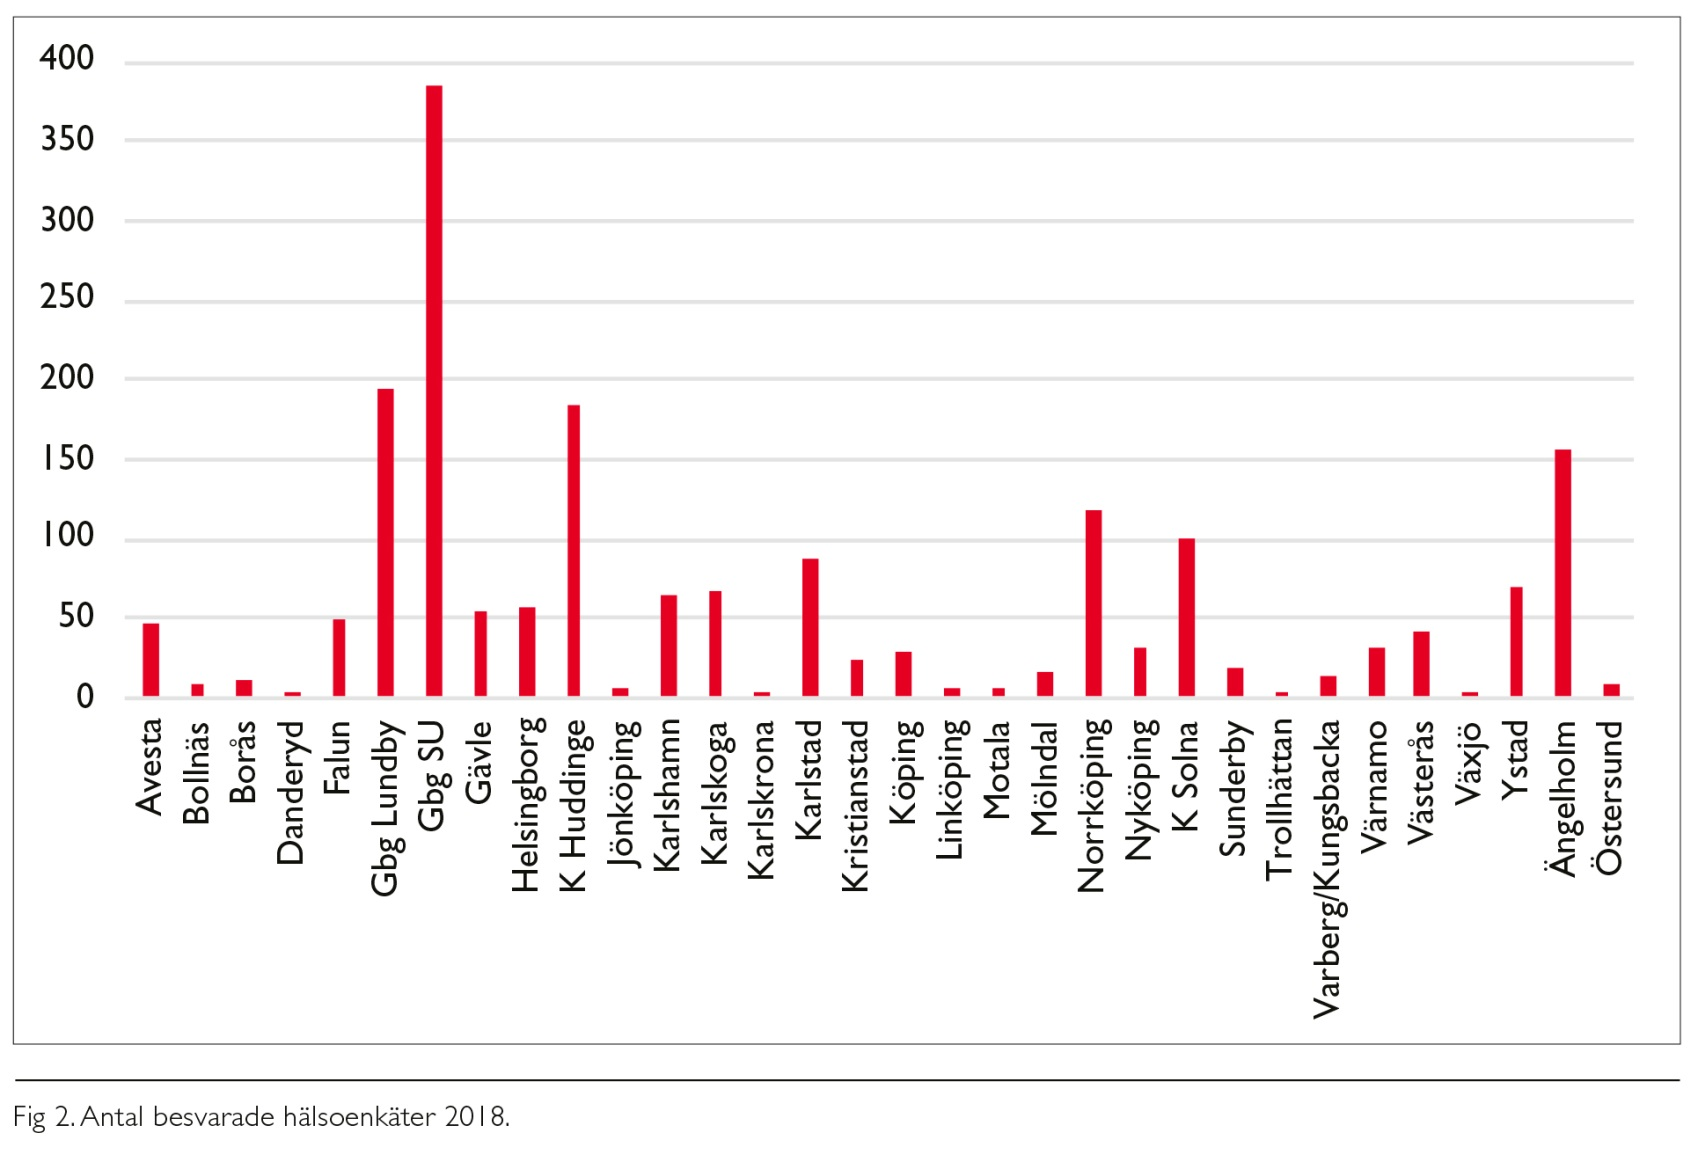 400
350
300
250
200
150
100
50
0
Avesta
Bollnäs
Borås
Danderyd
Falun
Gbg Lundby
Gbg SU
Gävle
Helsingborg
K Huddinge
Jönköping
Karlshamn
Karlskoga
Karlskrona
Karlstad
Kristianstad
Köping
Linköping
Motala
Mölndal
Norrköping
Nyköping
K Solna
Sunderby
Trollhättan
Varberg/Kungsbacka
Värnamo
Västerås
Växjö
Ystad
Ängelholm
Östersund
Fig 2. Antal besvarade hälsoenkäter 2018.